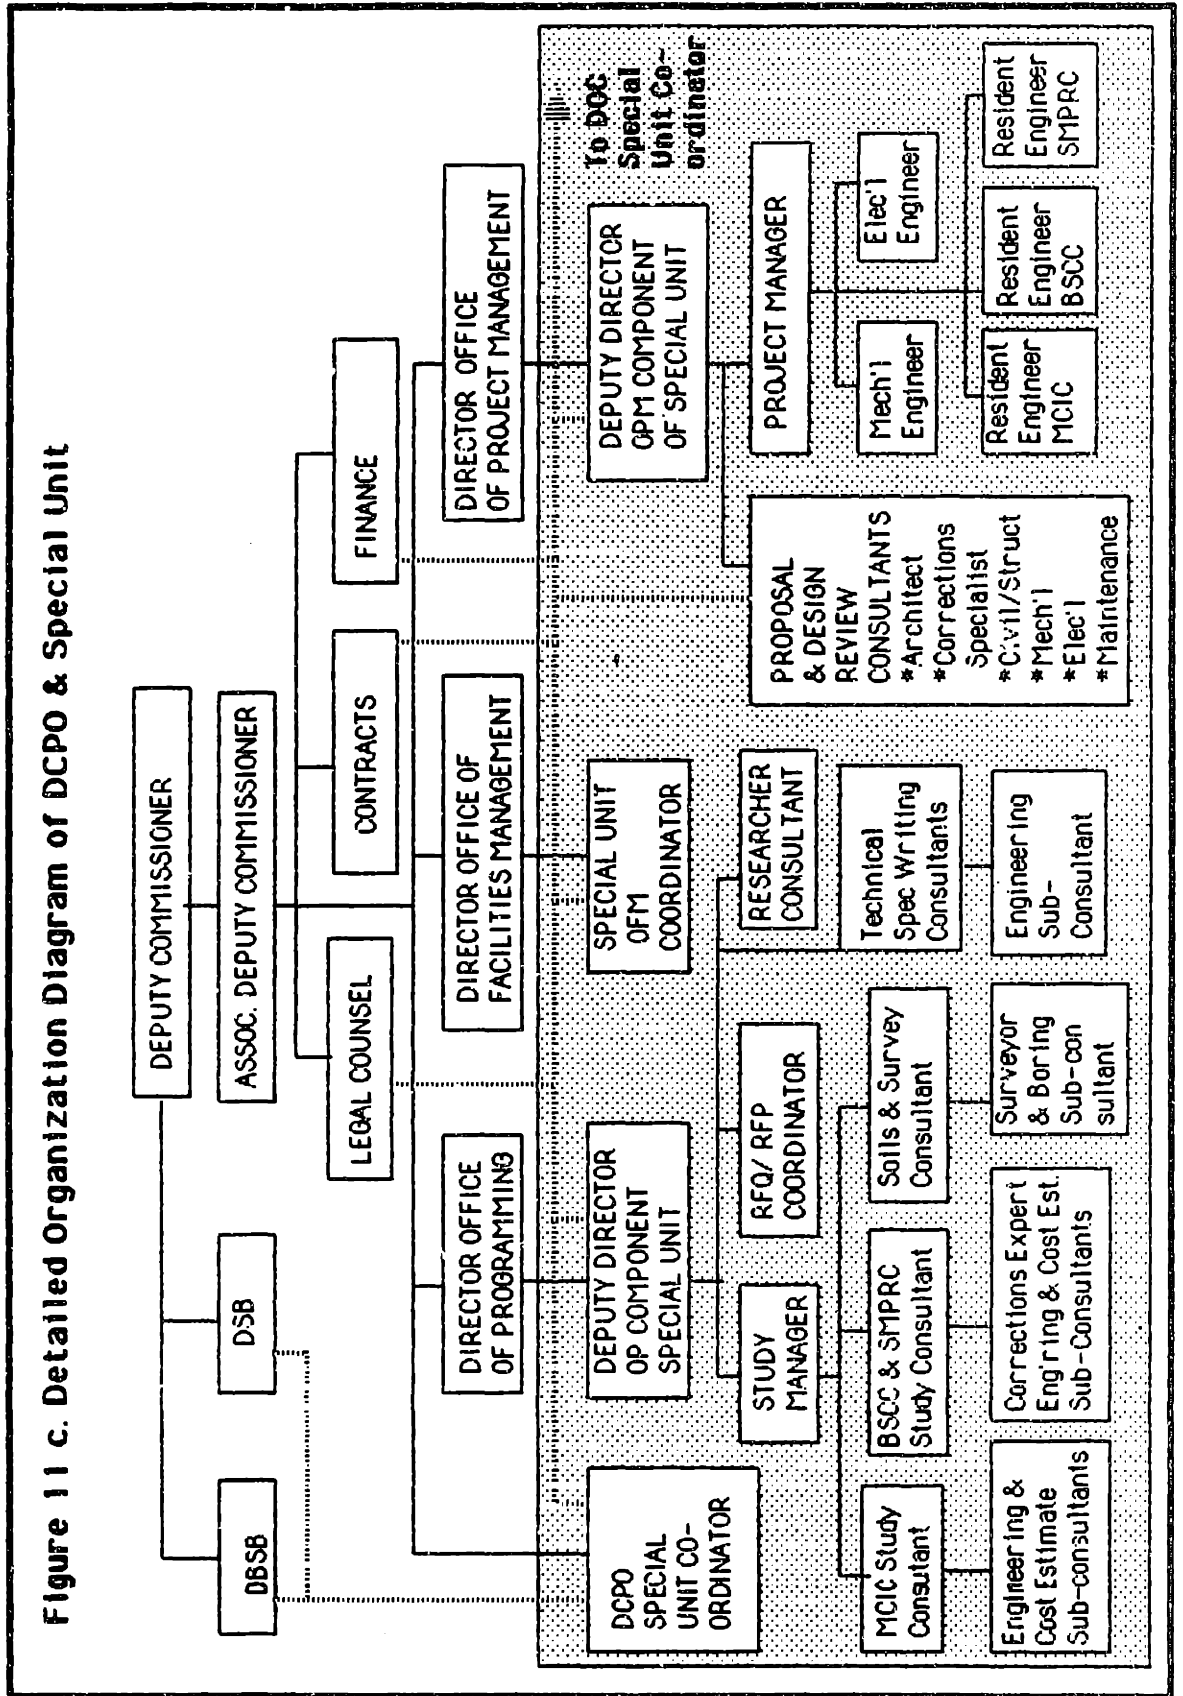 Figure 11 c. Detailed Organization Diagram of DCPO & Special Unit
DEPUTY COMMISSIONER
DBSB
DSB
ASSOC. DEPUTY COMMISSIONER
LEGAL COUNSEL
CONTRACTS
FINANCE
DIRECTOR OFFICE
OF PROGRAMMING
DIRECTOR OFFICE OF
FACILITIES MANAGEMENT
DIRECTOR OFFICE
OF PROJECT MANAGEMENT
To DOC
Special
Unit Co-
ordinator
DCPO
SPECIAL
UNIT CO-
ORDINATOR
DEPUTY DIRECTOR
OP COMPONENT
SPECIAL UNIT
SPECIAL UNIT
OFM
COORDINATOR
DEPUTY DIRECTOR
OPM COMPONENT
OF SPECIAL UNIT
STUDY
MANAGER
RFQ/ RFP
COORDINATOR
RESEARCHER
CONSULTANT
PROPOSAL
& DESIGN
REVIEW
CONSULTANTS
*Architect
*Corrections
Specialist
*Civil/Struct
*Mech'l
*Elec'l
*Maintenance
PROJECT MANAGER
MCIC Study
Consutant
BSCC & SMPRC
Study Consultant
Soils & Survey
Consultant
Technical
Spec Writing
Consultants
Mech'l
Engineer
Elec'l
Engineer
Engineering &
Cost Estimate
Sub-consultants
Corrections Expert
Eng'ring & Cost Est.
Sub-Consultants
Surveyor
& Boring
Sub-con
sultant
Engineering
Sub-
Consultant
Resident
Engineer
MCIC
Resident
Engineer
BSCC
Resident
Engineer
SMPRC